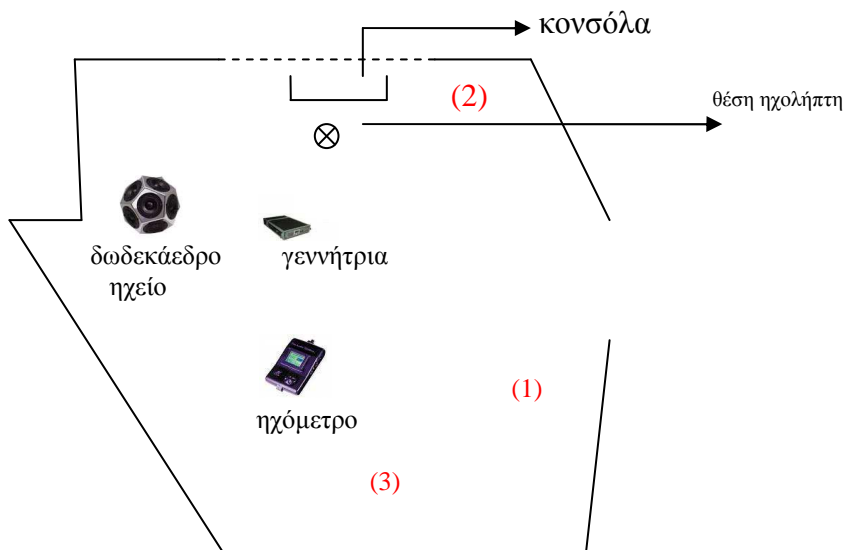 κονσόλα
(2)
θέση ηχολήπτη
δωδεκάεδρο
ηχείο
γεννήτρια
(1)
ηχόμετρο
(3)